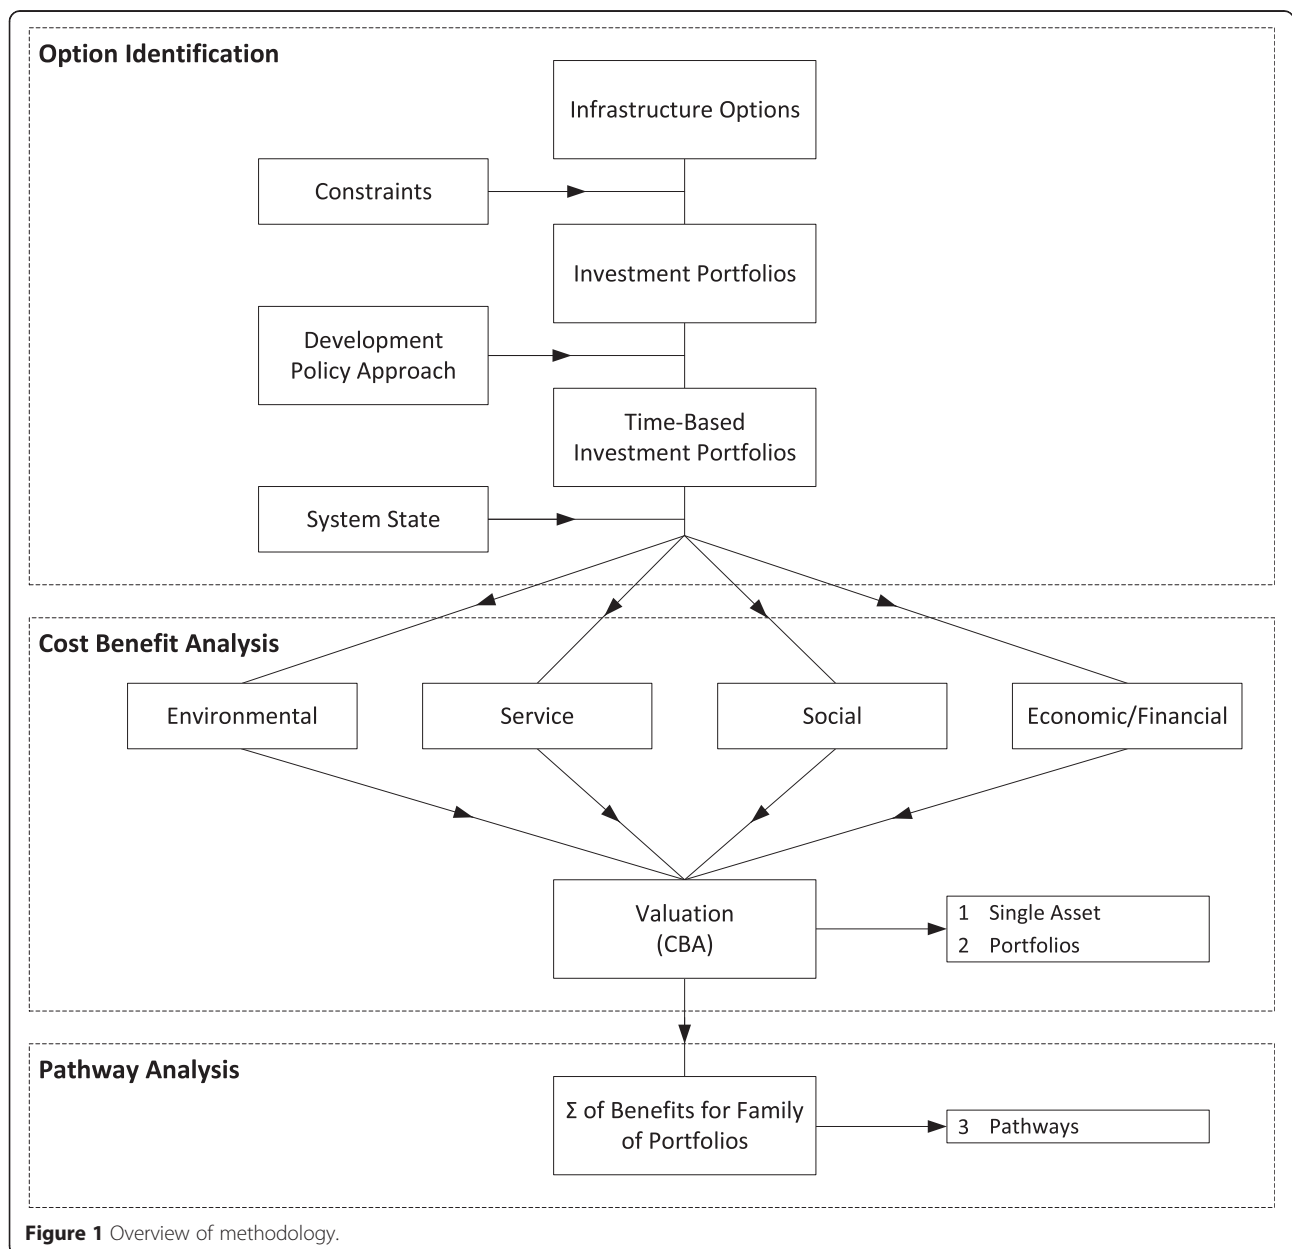 Option Identification
Infrastructure Options
Constraints
Investment Portfolios
Development
Policy Approach
Time-Based
Investment Portfolios
System State
Cost Benefit Analysis
Environmental
Service
Social
Economic/Financial
Valuation
(CBA)
1 Single Asset
2 Portfolios
Pathway Analysis
Σ of Benefits for Family
of Portfolios
3 Pathways
Figure 1 Overview of methodology.